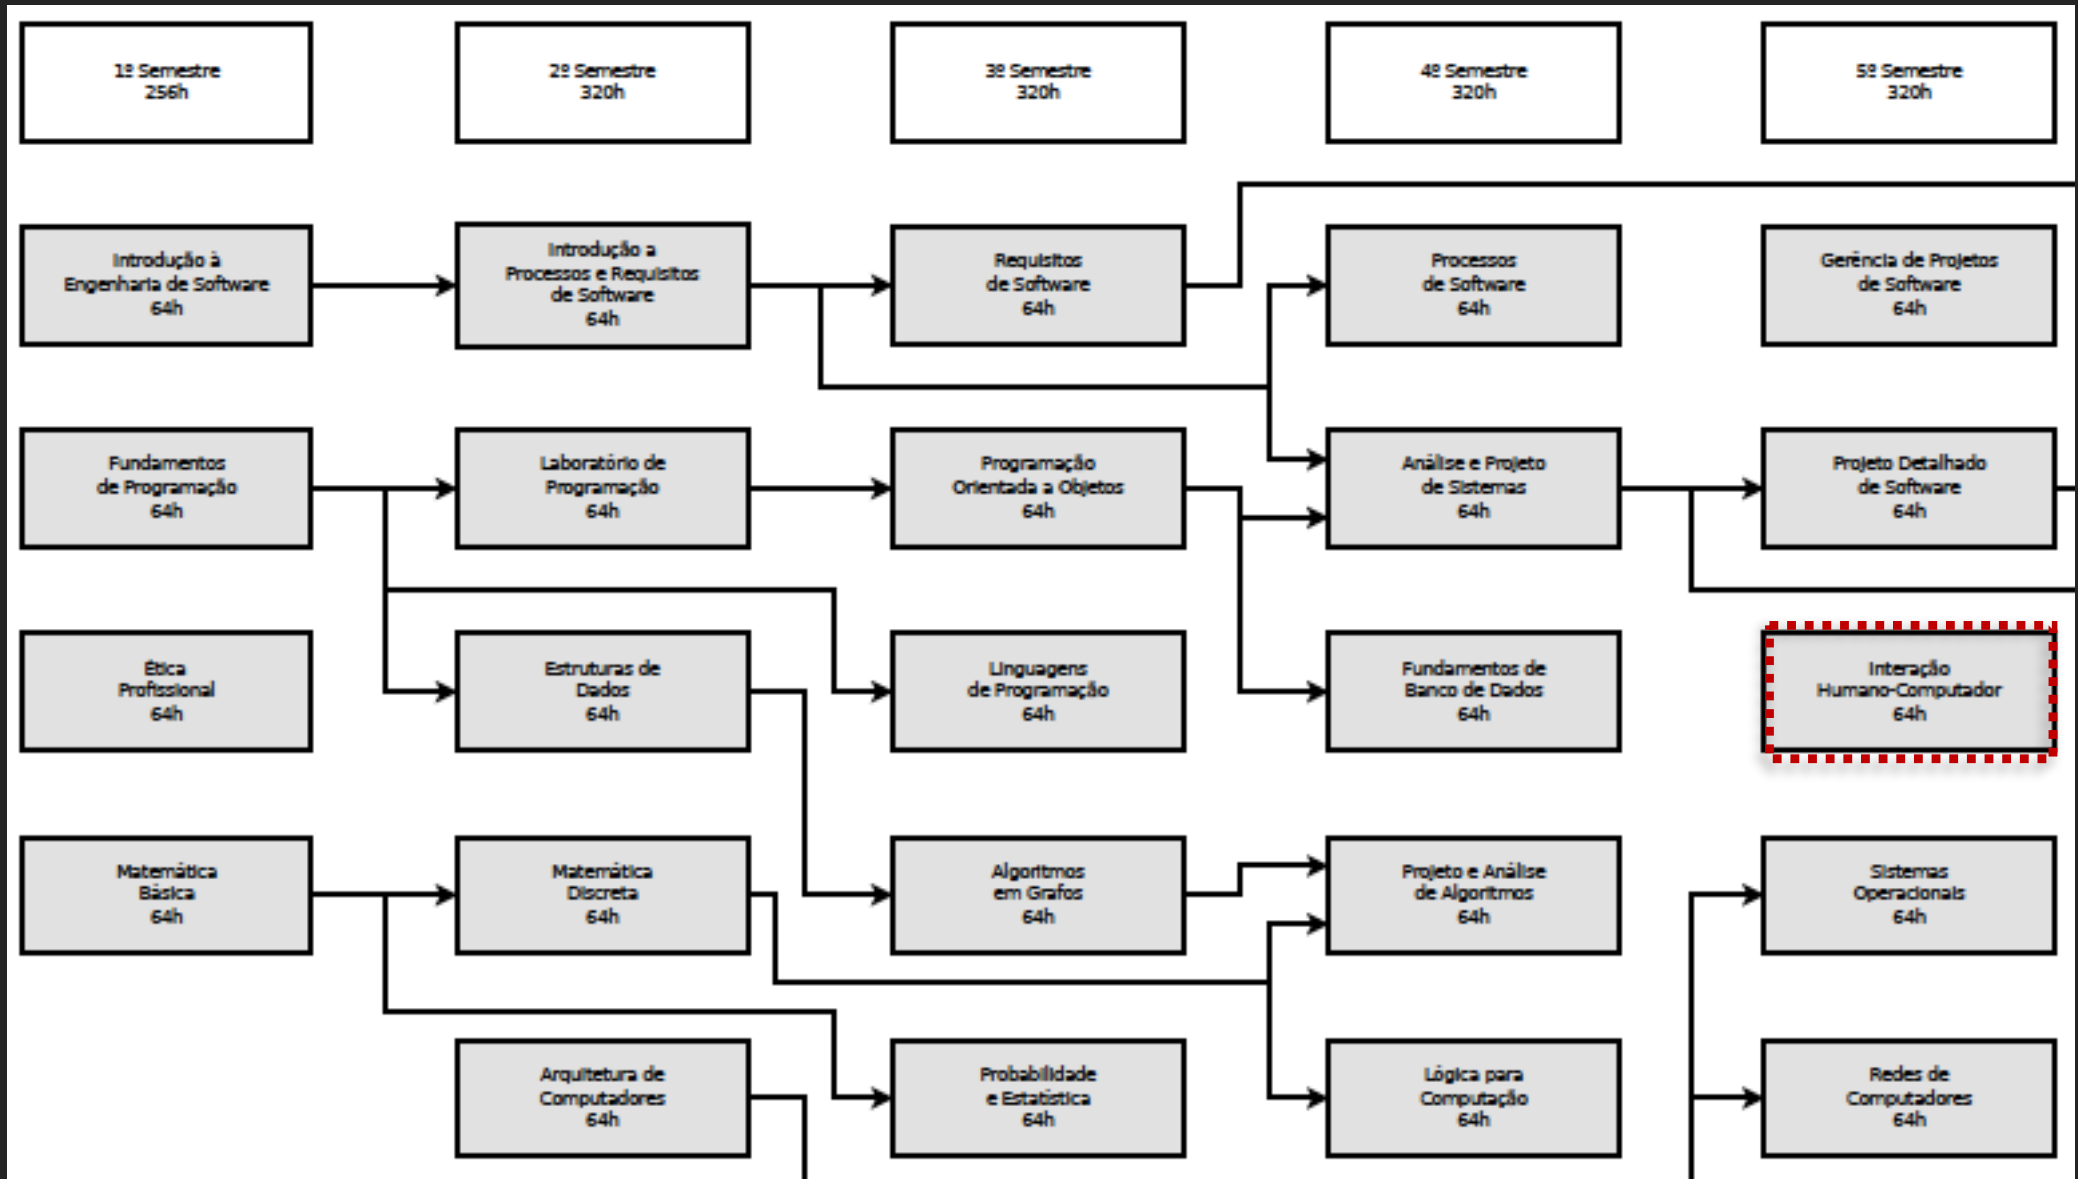 1º Semestre
256h
2º Semestre
320h
3º Semestre
320h
4º Semestre
320h
5º Semestre
320h
Introdução à
Engenharia de Software
64h
Introdução a
Processos e Requisitos
de Software
64h
Requisitos
de Software
64h
Processos
de Software
64h
Gerência de Projetos
de Software
64h
Fundamentos
de Programação
64h
Laboratório de
Programação
64h
Programação
Orientada a Objetos
64h
Análise e Projeto
de Sistemas
64h
Projeto Detalhado
de Software
64h
Ética
Profissional
64h
Estruturas de
Dados
64h
Linguagens
de Programação
64h
Fundamentos de
Banco de Dados
64h
Interação
Humano-Computador
64h
Matemática
Básica
64h
Matemática
Discreta
64h
Algoritmos
em Grafos
64h
Projeto e Análise
de Algoritmos
64h
Sistemas
Operacionais
64h
Arquitetura de
Computadores
64h
Probabilidade
e Estatística
64h
Lógica para
Computação
64h
Redes de
Computadores
64h